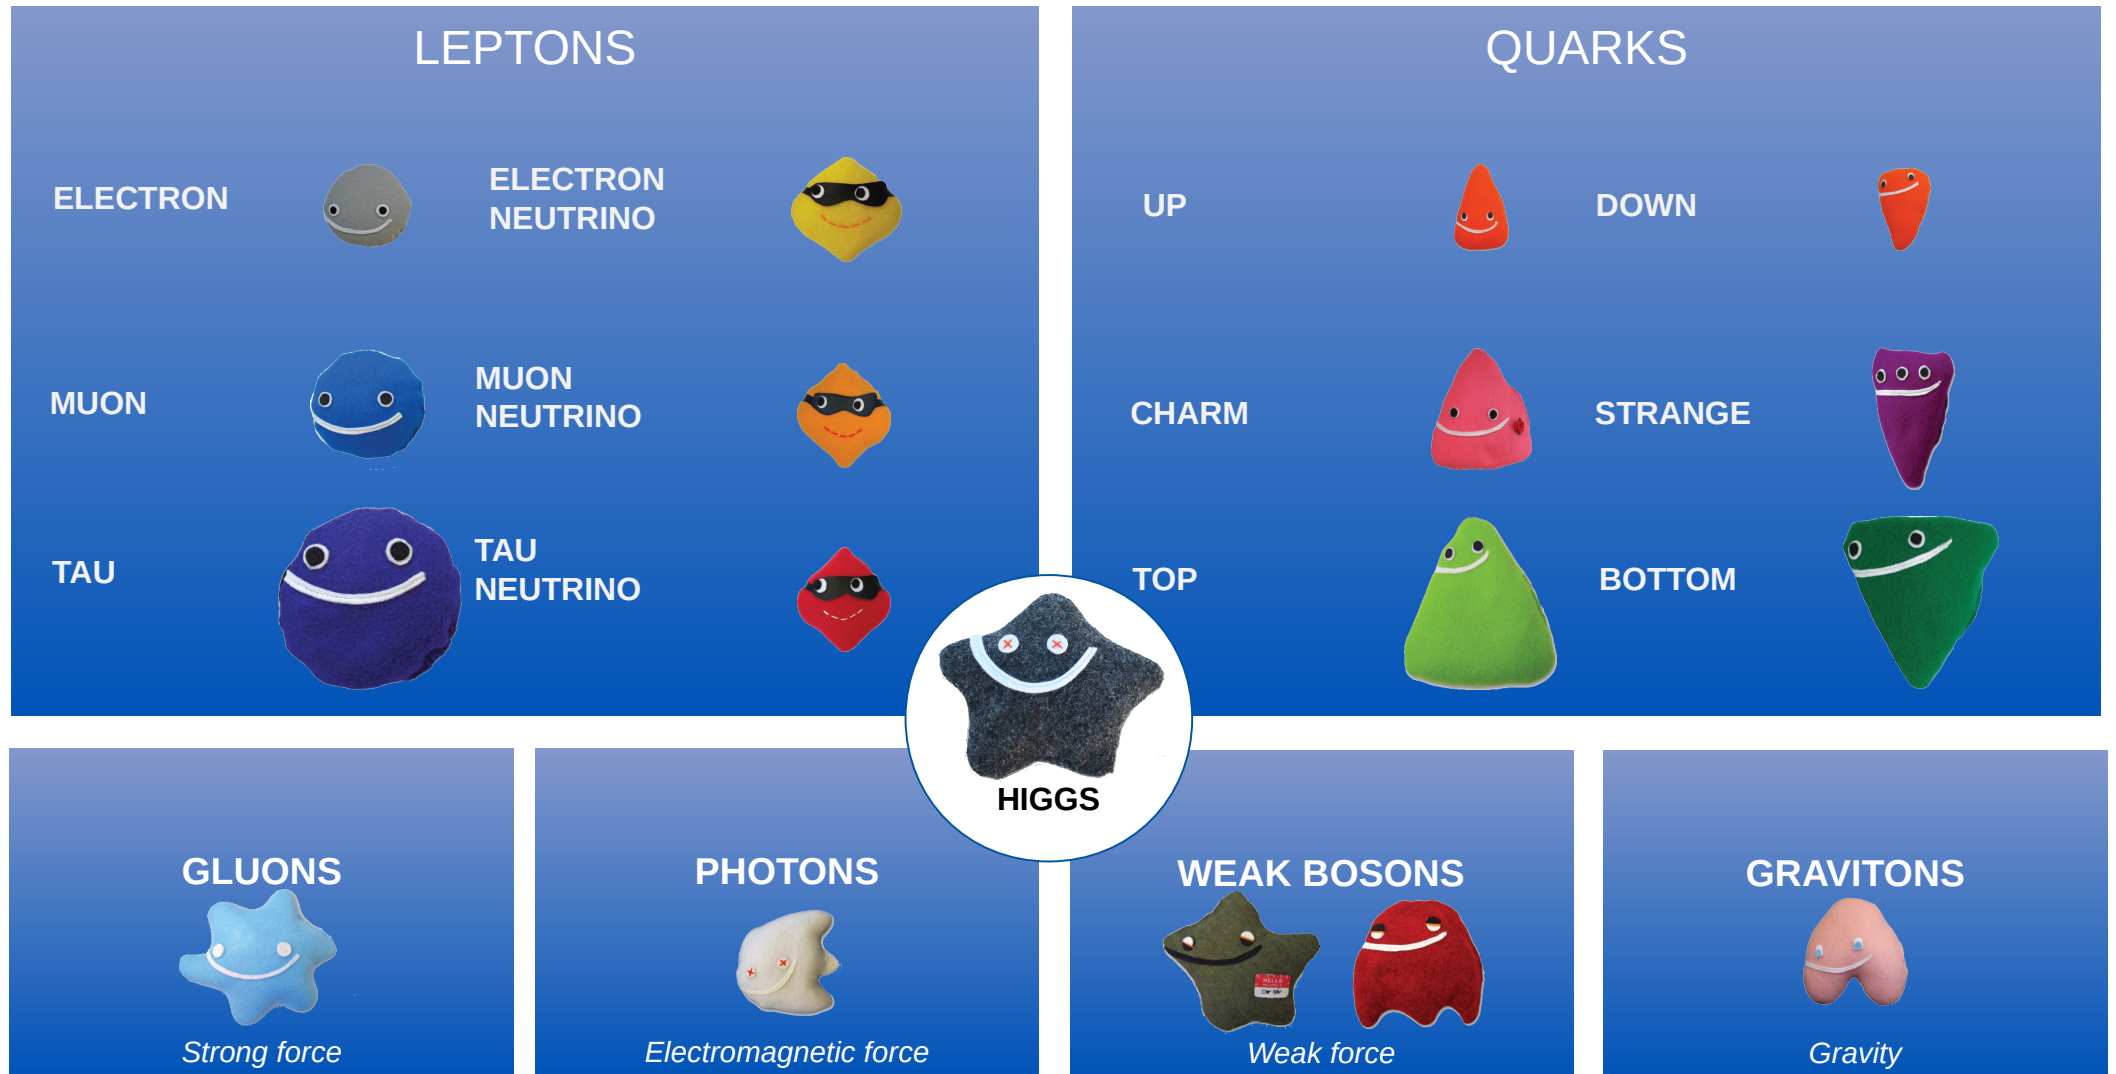 LEPTONS
ELECTRON
ELECTRON
NEUTRINO
MUON
MUON
NEUTRINO
TAU
TAU
NEUTRINO
QUARKS
UP
DOWN
CHARM
STRANGE
TOP
BOTTOM
HIGGS
GLUONS
Strong force
PHOTONS
Electromagnetic force
WEAK BOSONS
HELLO
Weak force
GRAVITONS
Gravity